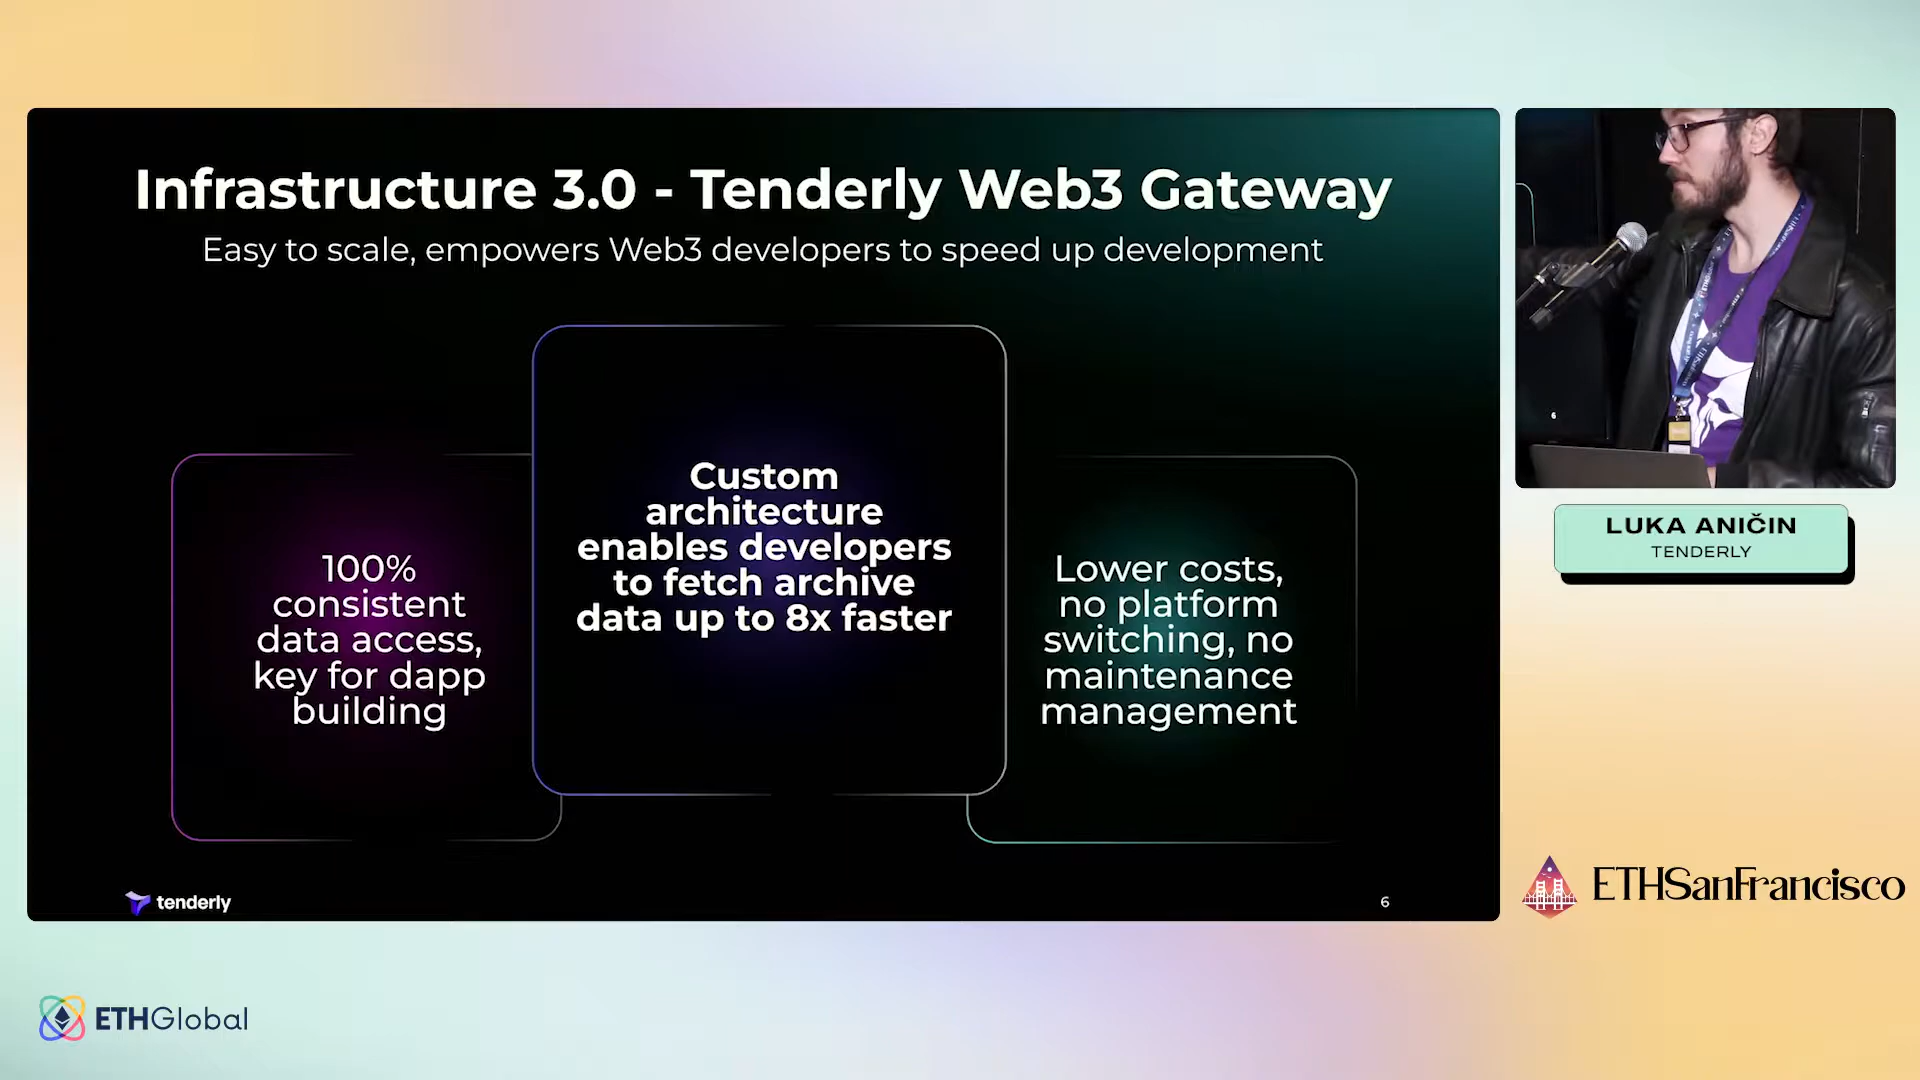 Infrastructure 3.0 - Tenderly Web3 Gateway
Easy to scale, empowers Web3 developers to speed up development
100%
consistent
data access,
key for dapp
building
Custom
architecture
enables developers
to fetch archive
data up to 8x faster
Lower costs,
no platform
switching, no
maintenance
management
tenderly
6
6
LUKA ANIČIN
TENDERLY
ETHSanFrancisco
ETHGlobal